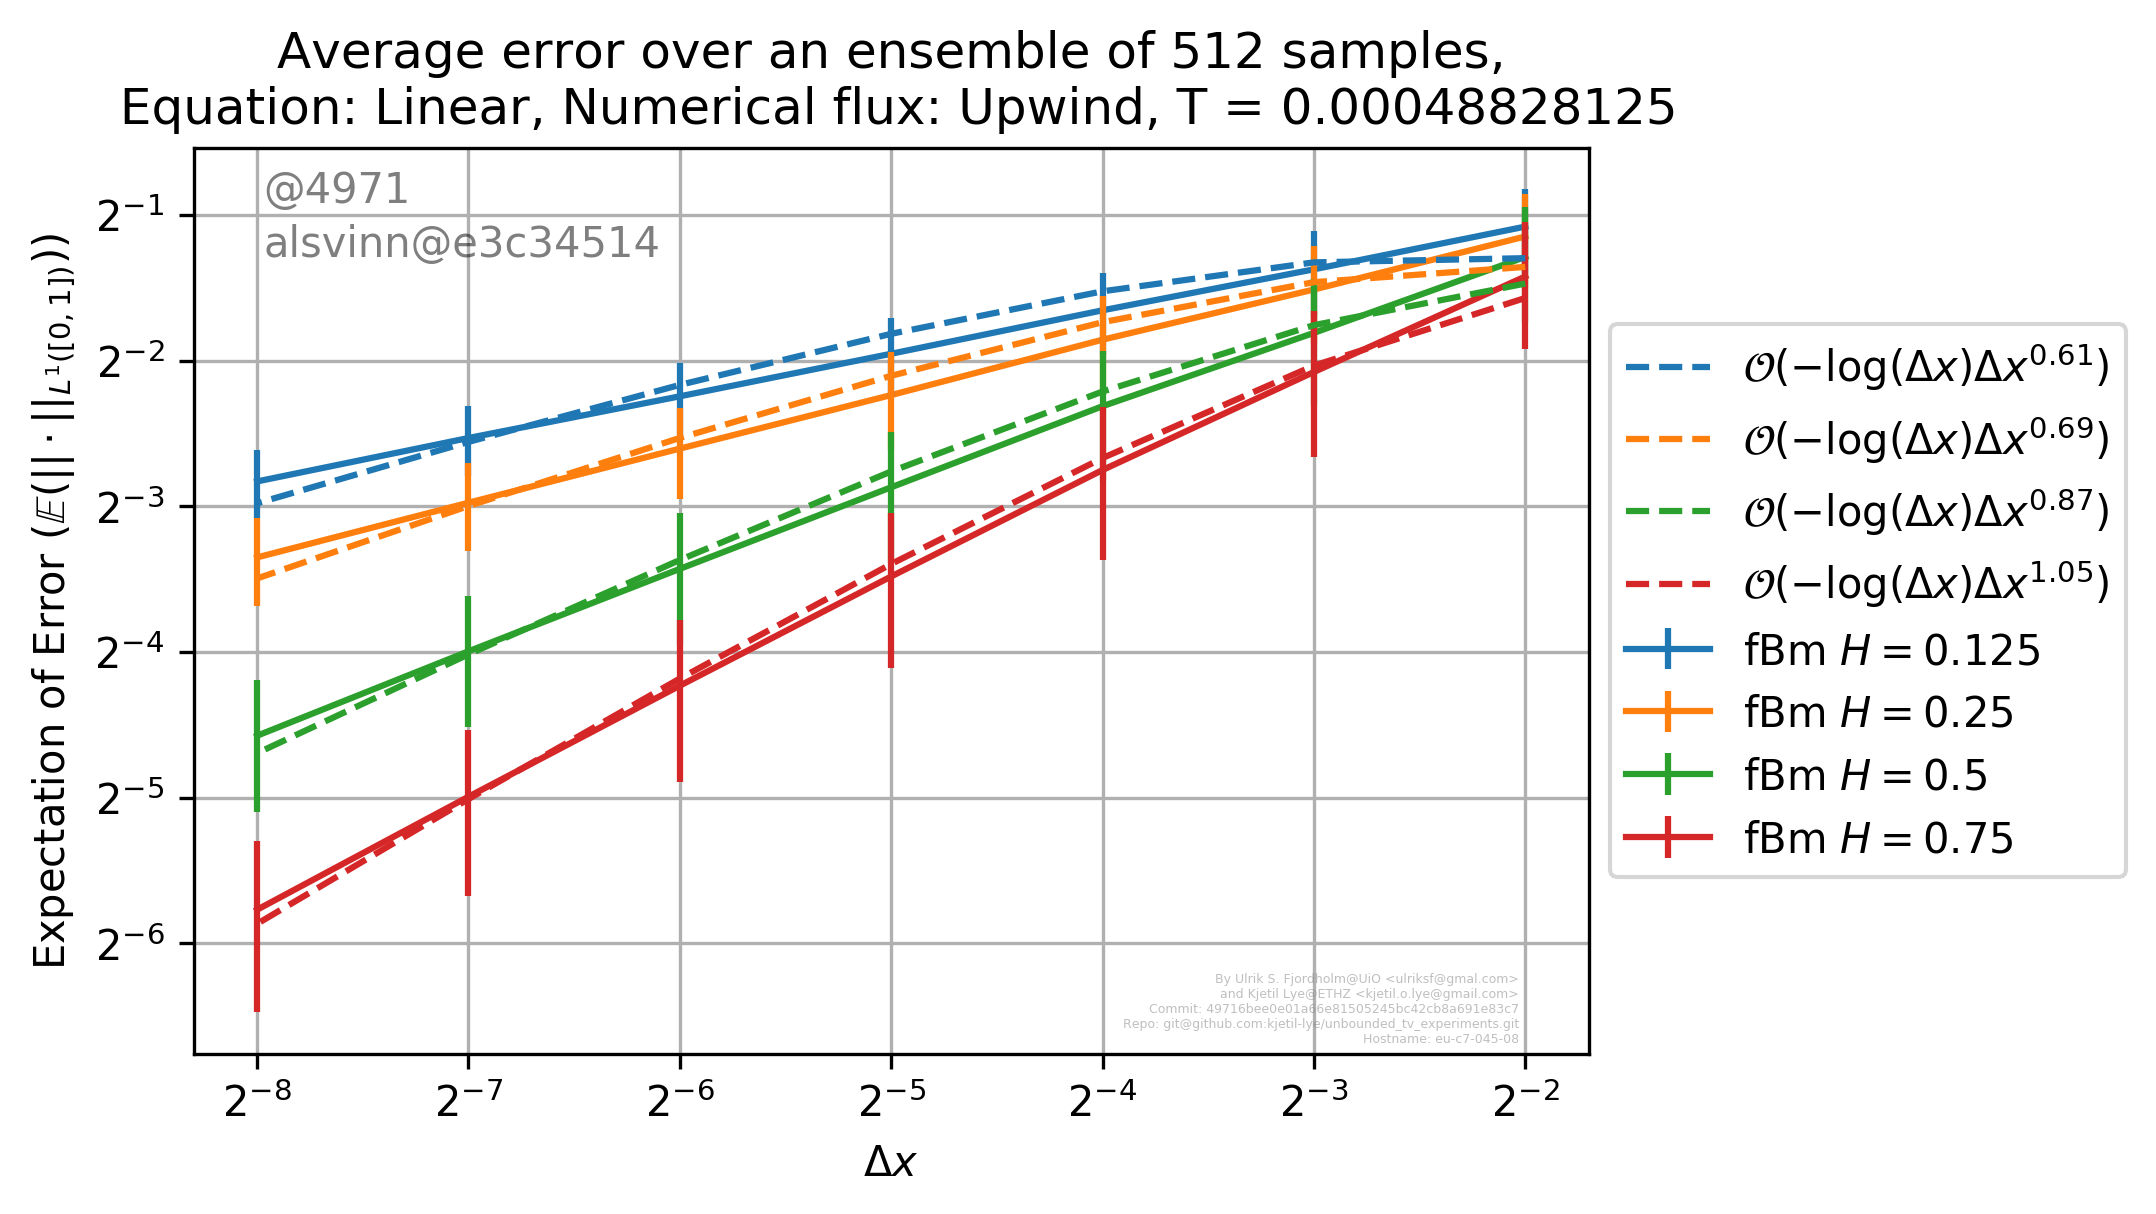 Average error over an ensemble of 512 samples,
Equation: Linear, Numerical flux: Upwind, T = 0.00048828125
@4971
alsvinn@e3c34514
Expectation of Error (𝔼(||·||_{L¹([0,1])}))
2⁻¹
2⁻²
2⁻³
2⁻⁴
2⁻⁵
2⁻⁶
2⁻⁸
2⁻⁷
2⁻⁶
2⁻⁵
2⁻⁴
2⁻³
2⁻²
Δx
𝒪(−log(Δx)Δx^{0.61})
𝒪(−log(Δx)Δx^{0.69})
𝒪(−log(Δx)Δx^{0.87})
𝒪(−log(Δx)Δx^{1.05})
fBm H = 0.125
fBm H = 0.25
fBm H = 0.5
fBm H = 0.75
By Ulrik S. Fjordholm@UiO <ulriksf@gmal.com>
and Kjetil Lye@ETHZ <kjetil.o.lye@gmail.com>
Commit: 49716bee0e01a66e81505245bc42cb8a691e83c7
Repo: git@github.com:kjetil-lye/unbounded_tv_experiments.git
Hostname: eu-c7-045-08